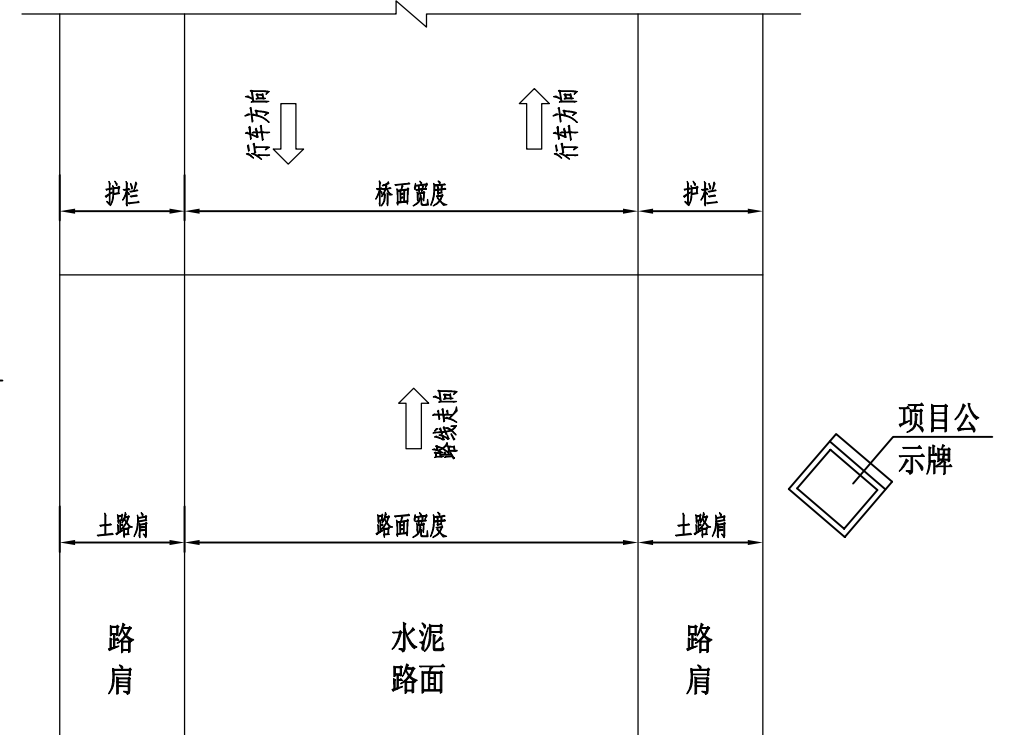 行车方向
行车方向
护栏
桥面宽度
护栏
路线走向
项目公
示牌
土路肩
路面宽度
土路肩
路
肩
水泥
路面
路
肩